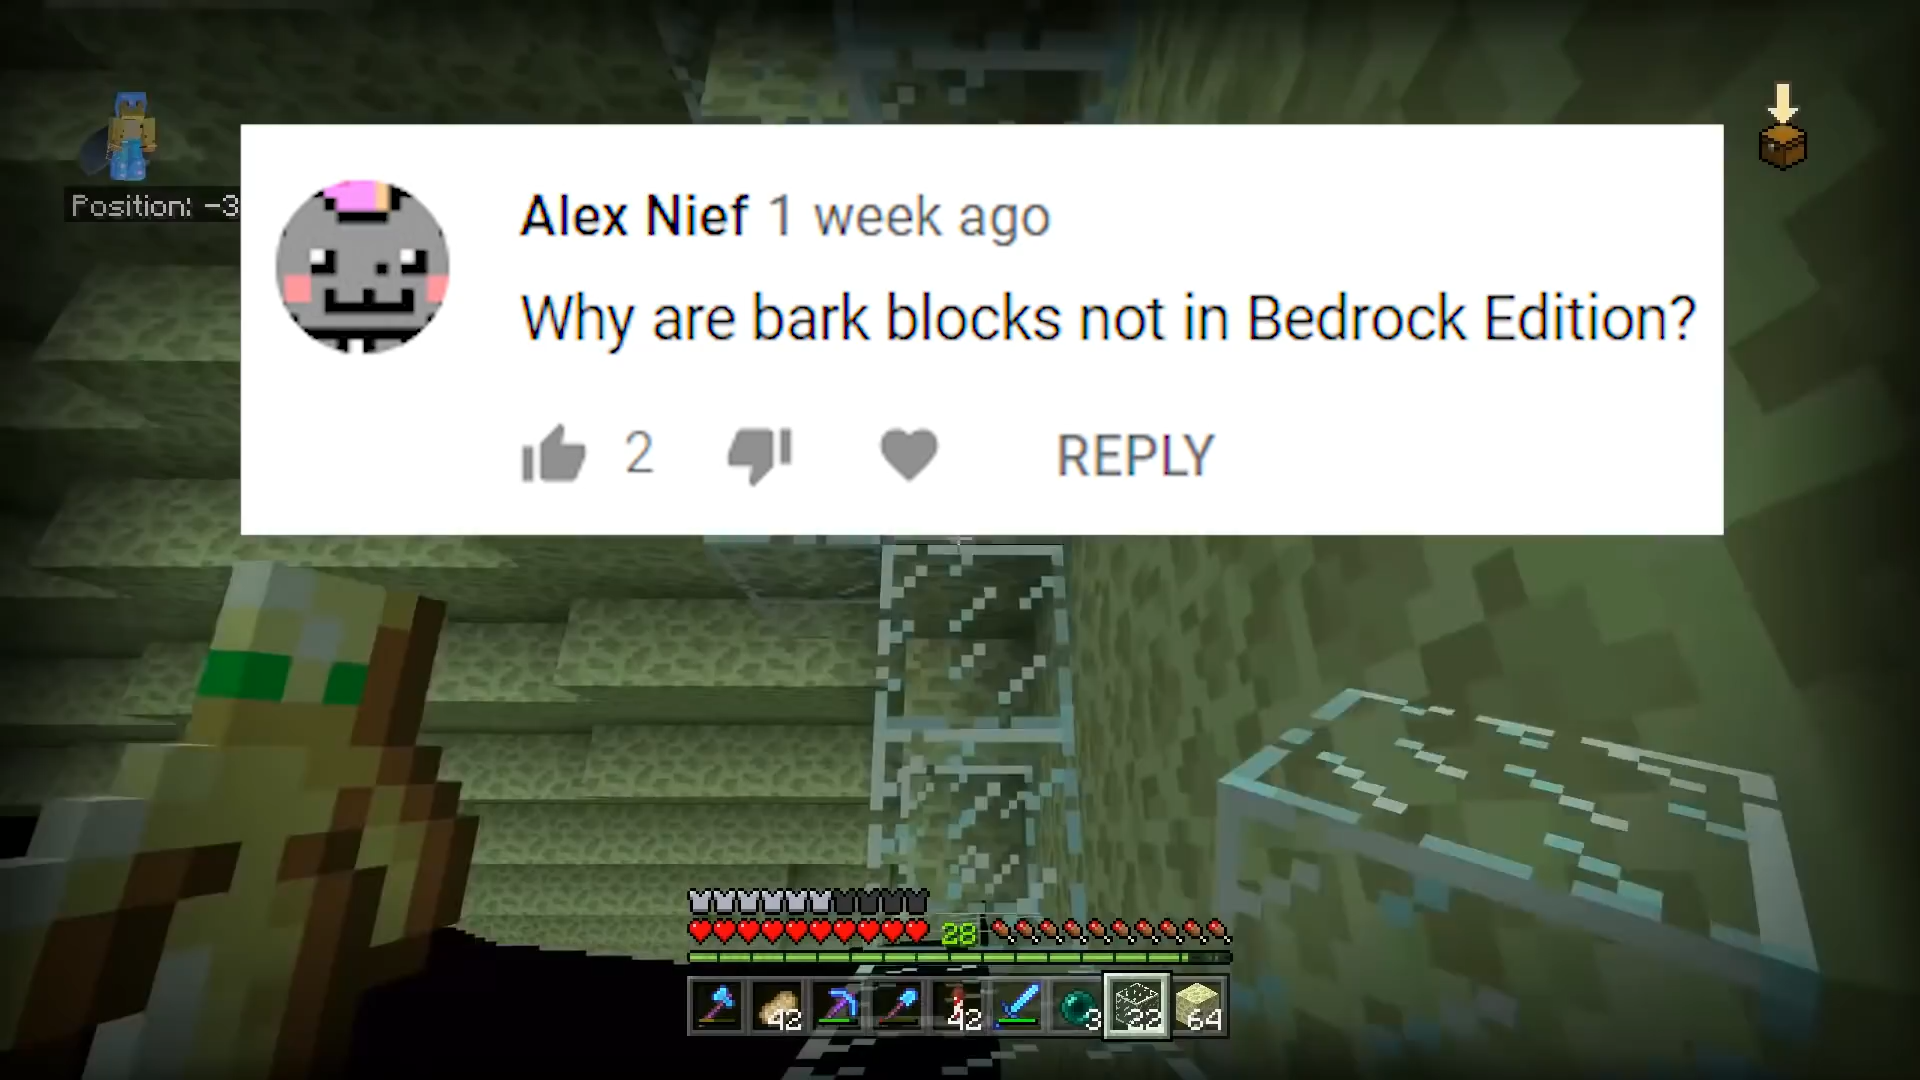 Position: -3
Alex Nief 1 week ago
Why are bark blocks not in Bedrock Edition?
2
REPLY
28
42
42
3
22
64